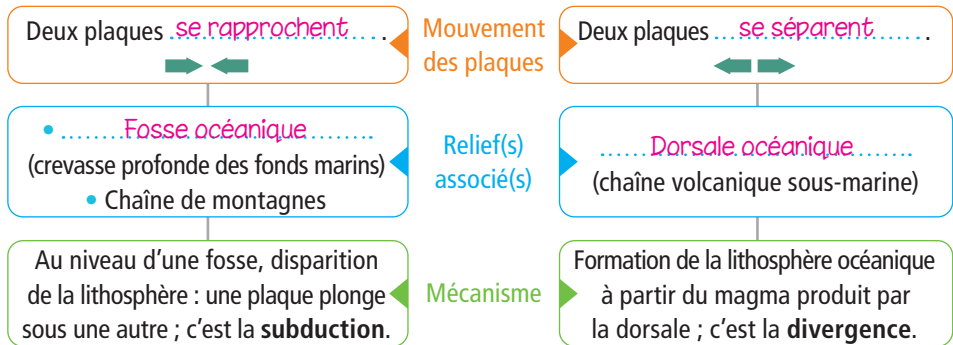 Deux plaques se rapprochent.
Mouvement
des plaques
Deux plaques se séparent.
• Fosse océanique
(crevasse profonde des fonds marins)
• Chaîne de montagnes
Relief(s)
associé(s)
Dorsale océanique
(chaîne volcanique sous-marine)
Au niveau d’une fosse, disparition
de la lithosphère : une plaque plonge
sous une autre ; c’est la subduction.
Mécanisme
Formation de la lithosphère océanique
à partir du magma produit par
la dorsale ; c’est la divergence.